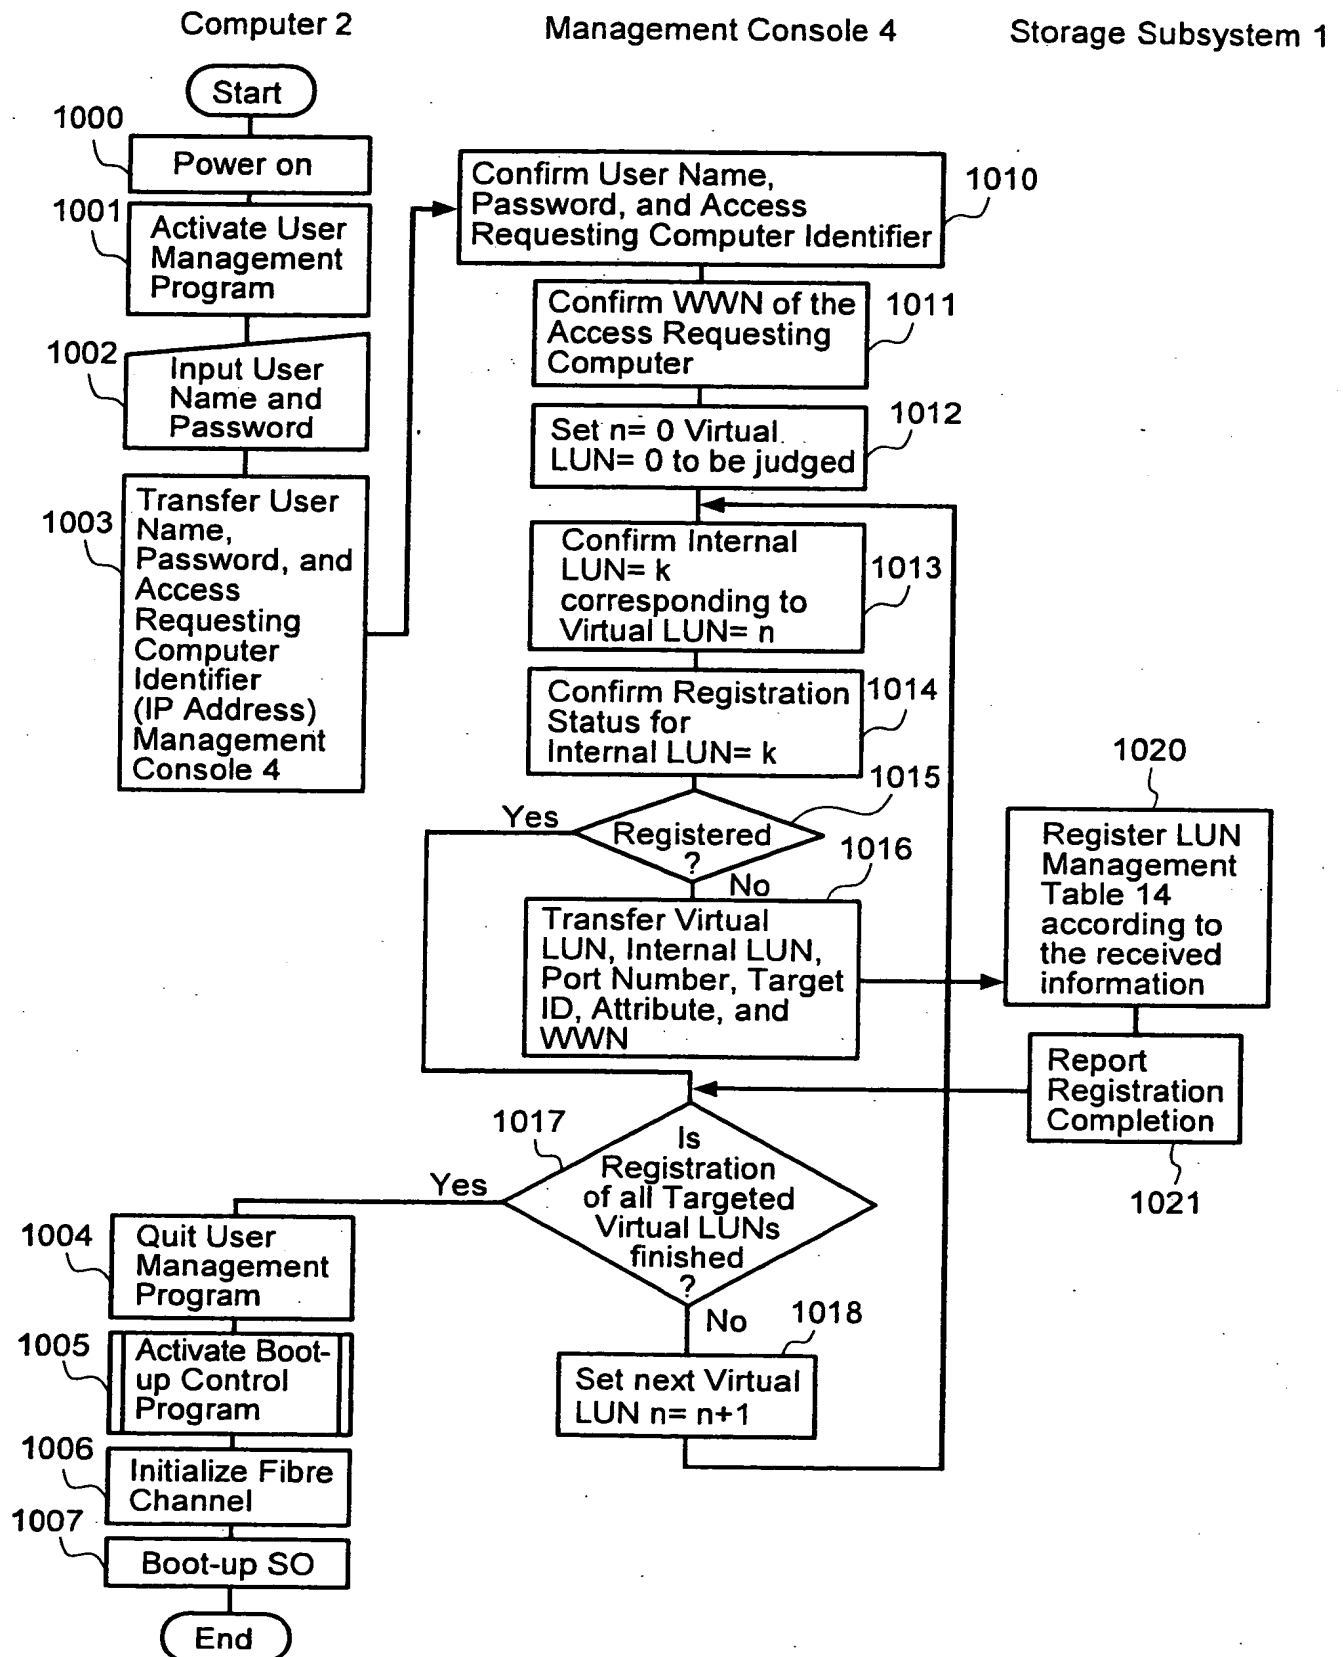 Computer 2
Management Console 4
Storage Subsystem 1
Start
1000
Power on
1001
Activate User
Management
Program
1002
Input User
Name and
Password
1003
Transfer User
Name,
Password, and
Access
Requesting
Computer
Identifier
(IP Address)
Management
Console 4
Confirm User Name,
Password, and Access
Requesting Computer Identifier
1010
Confirm WWN of the
Access Requesting
Computer
1011
Set n= 0 Virtual
LUN= 0 to be judged
1012
Confirm Internal
LUN= k
corresponding to
Virtual LUN= n
1013
Confirm Registration
Status for
Internal LUN= k
1014
Registered
?
1015
Yes
No
1016
Transfer Virtual
LUN, Internal LUN,
Port Number, Target
ID, Attribute, and
WWN
1020
Register LUN
Management
Table 14
according to
the received
information
Report
Registration
Completion
1021
1017
Is
Registration
of all Targeted
Virtual LUNs
finished
?
Yes
No
1018
Set next Virtual
LUN n= n+1
1004
Quit User
Management
Program
1005
Activate Boot-
up Control
Program
1006
Initialize Fibre
Channel
1007
Boot-up SO
End